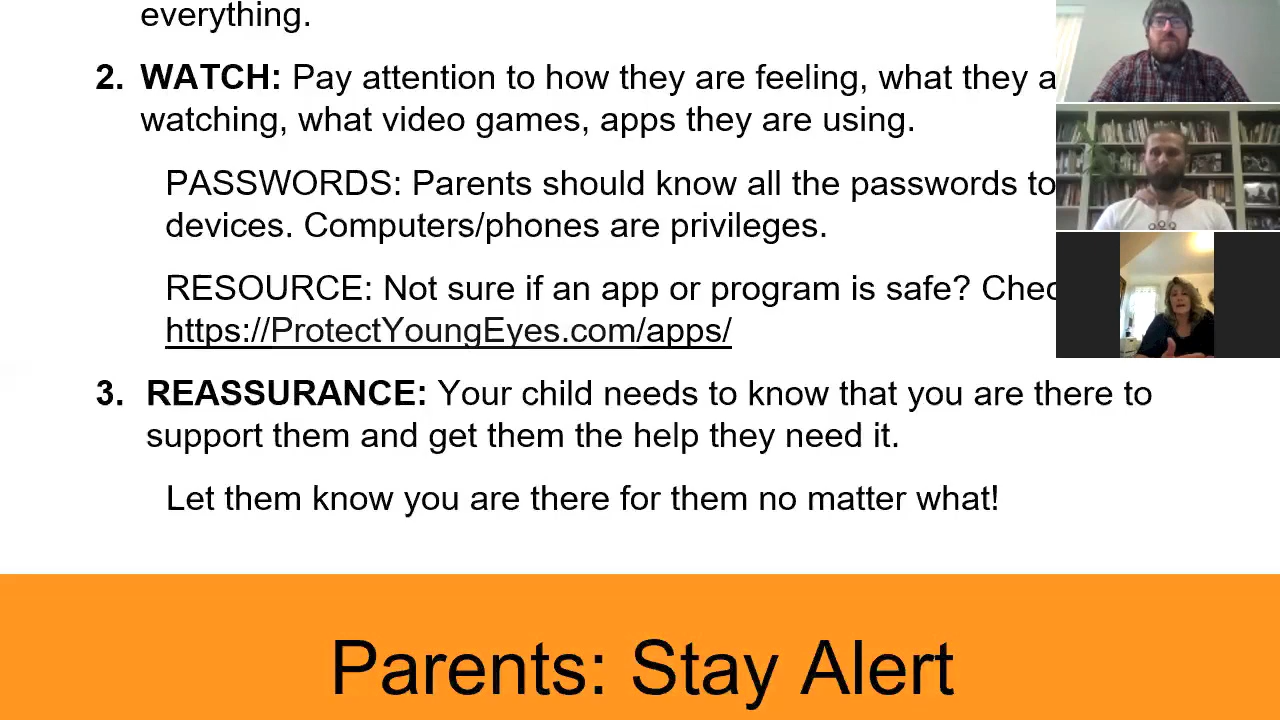 everything.
2. WATCH: Pay attention to how they are feeling, what they a
watching, what video games, apps they are using.
PASSWORDS: Parents should know all the passwords to
devices. Computers/phones are privileges.
RESOURCE: Not sure if an app or program is safe? Chec
https://ProtectYoungEyes.com/apps/
3. REASSURANCE: Your child needs to know that you are there to
support them and get them the help they need it.
Let them know you are there for them no matter what!
Parents: Stay Alert